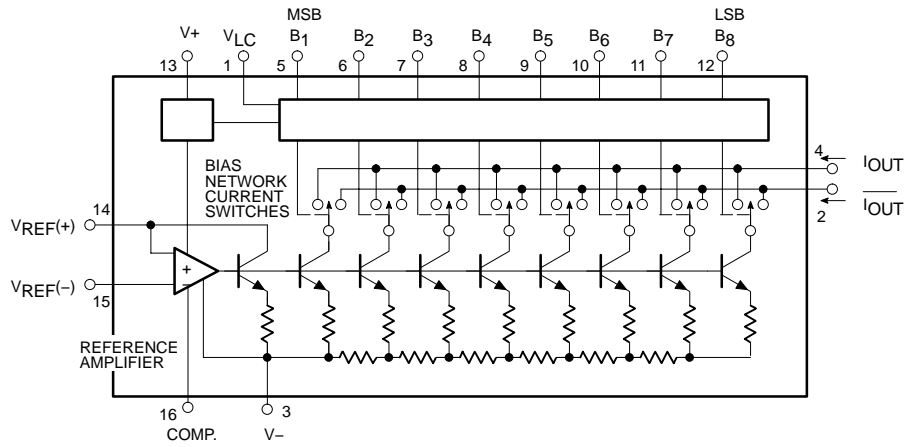 MSB LSB
V+ VLC B1 B2 B3 B4 B5 B6 B7 B8
13 1 5 6 7 8 9 10 11 12
4
IOUT
BIAS
NETWORK
CURRENT
SWITCHES
IOUT
2
14
VREF(+)
+
VREF(−)
−
15
REFERENCE
AMPLIFIER
16 3
COMP. V−